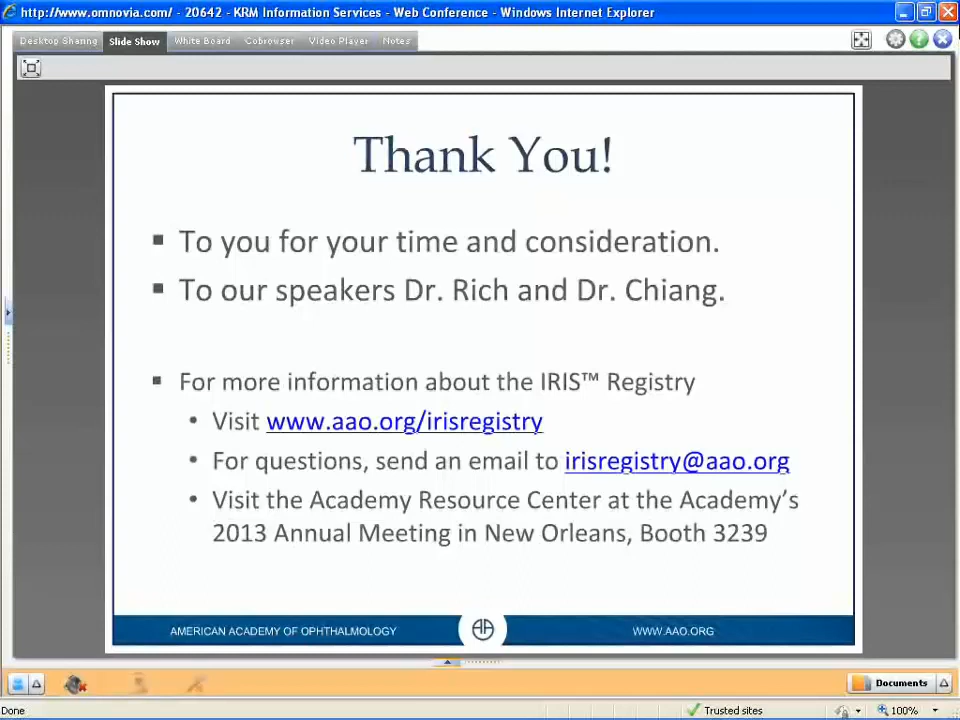 http://www.omnovia.com/ - 20642 - KRM Information Services - Web Conference - Windows Internet Explorer
Desktop Sharing Slide Show White Board Cobrowser Video Player Notes
Thank You!
▪ To you for your time and consideration.
▪ To our speakers Dr. Rich and Dr. Chiang.
▪ For more information about the IRIS™ Registry
• Visit www.aao.org/irisregistry
• For questions, send an email to irisregistry@aao.org
• Visit the Academy Resource Center at the Academy’s
2013 Annual Meeting in New Orleans, Booth 3239
AMERICAN ACADEMY OF OPHTHALMOLOGY WWW.AAO.ORG
Documents
Done Trusted sites 100%